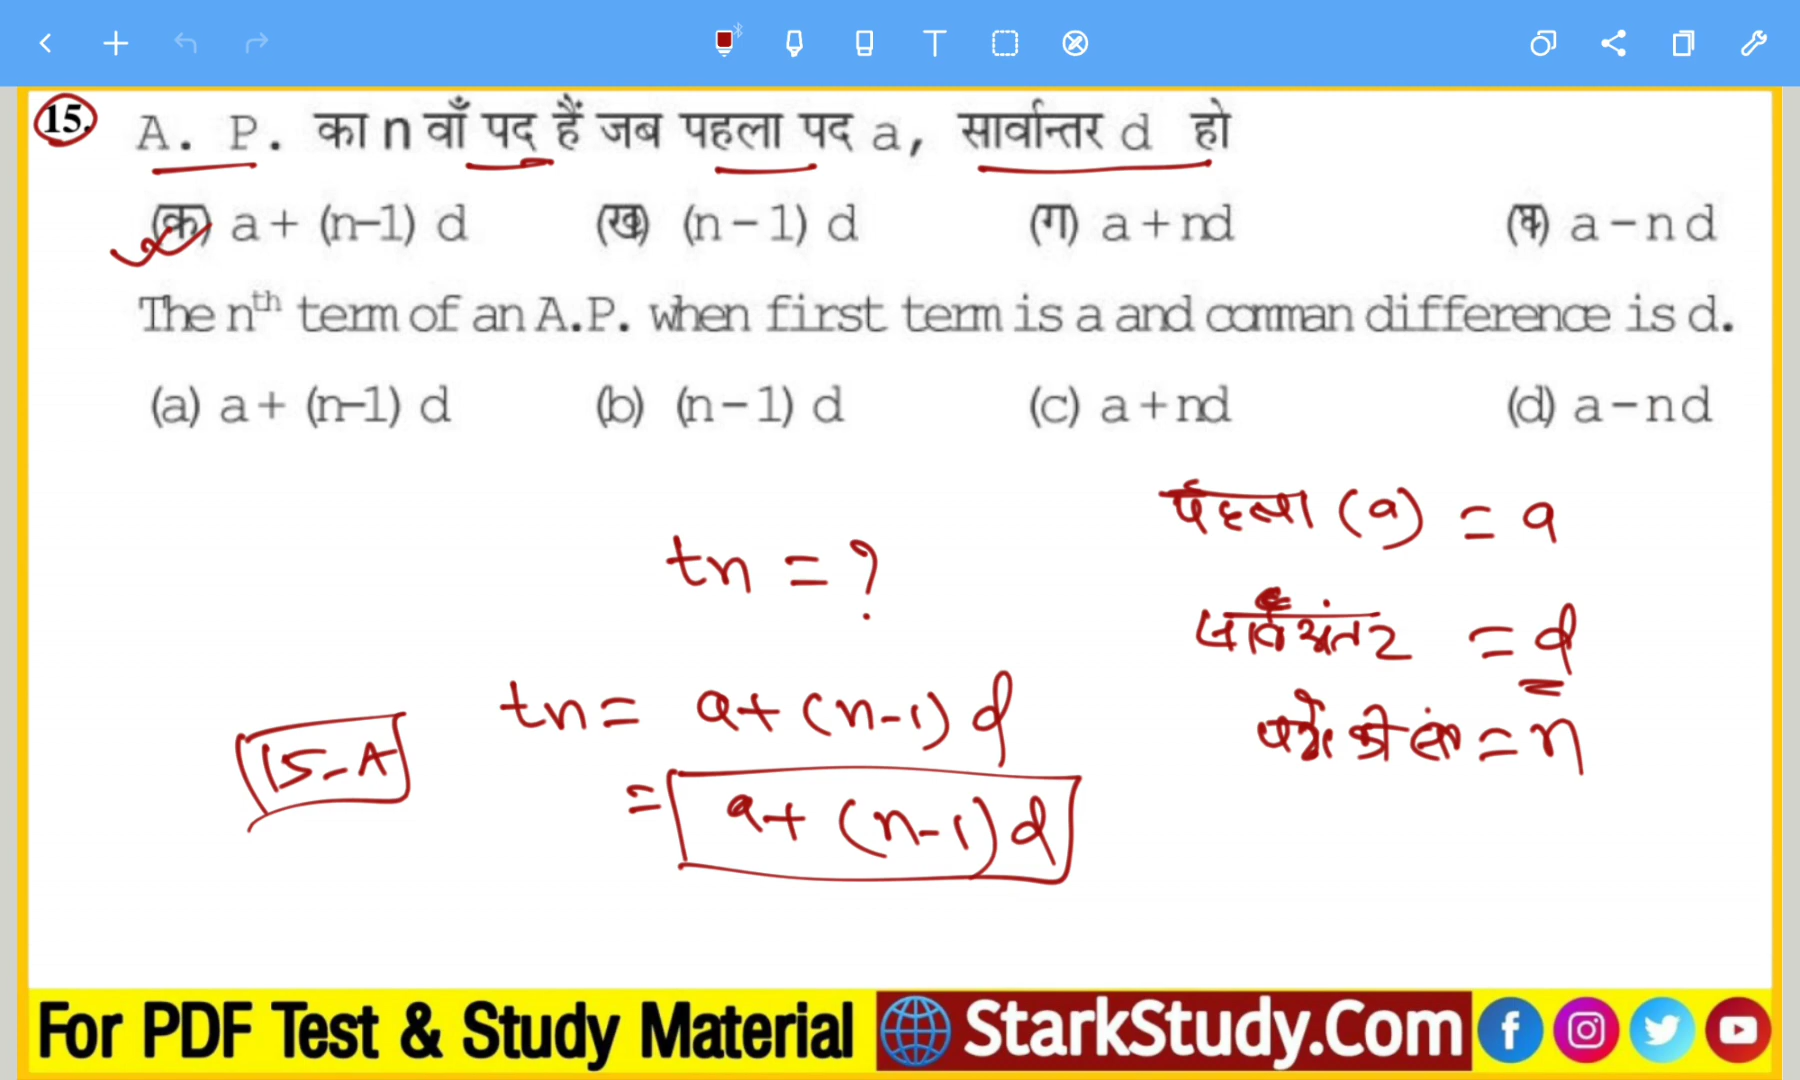 15. A. P. का n वाँ पद हैं जब पहला पद a, सार्वान्तर d हो
(क) a + (n-1) d (ख) (n - 1) d (ग) a + nd (घ) a - n d
The nth term of an A.P. when first term is a and comman difference is d.
(a) a + (n-1) d (b) (n - 1) d (c) a + nd (d) a - n d
पहला (a) = a
tn = ?
= d
tn = a + (n-1) d
पदों की सं = n
15-A
= a + (n-1) d
For PDF Test & Study Material StarkStudy.Com